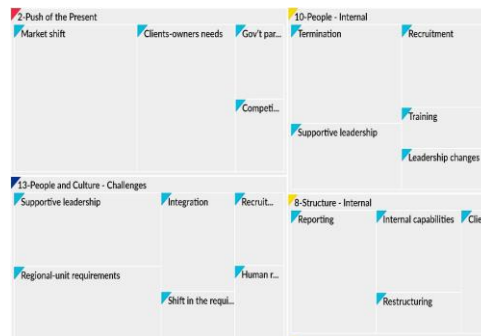 2-Push of the Present
Market shift
Clients-owners needs
Gov't par...
Competi...
10-People - Internal
Termination
Recruitment
Training
Supportive leadership
Leadership changes
13-People and Culture - Challenges
Supportive leadership
Integration
Recruit...
Regional-unit requirements
Human r...
Shift in the requi...
8-Structure - Internal
Reporting
Internal capabilities
Clie
Restructuring